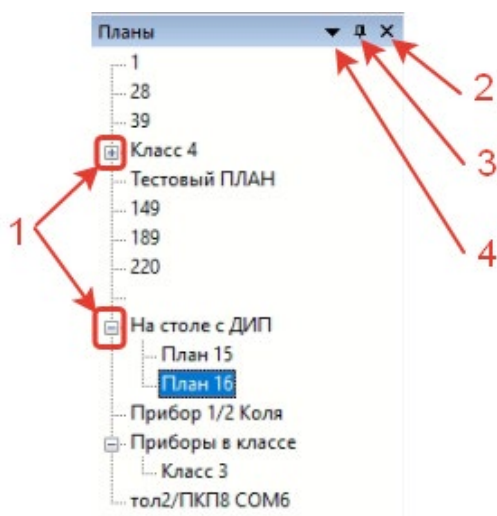 Планы
1
28
39
Класс 4
Тестовый ПЛАН
149
189
220
На столе с ДИП
План 15
План 16
Прибор 1/2 Коля
Приборы в классе
Класс 3
тол2/ПКП8 COM6
1
2
3
4